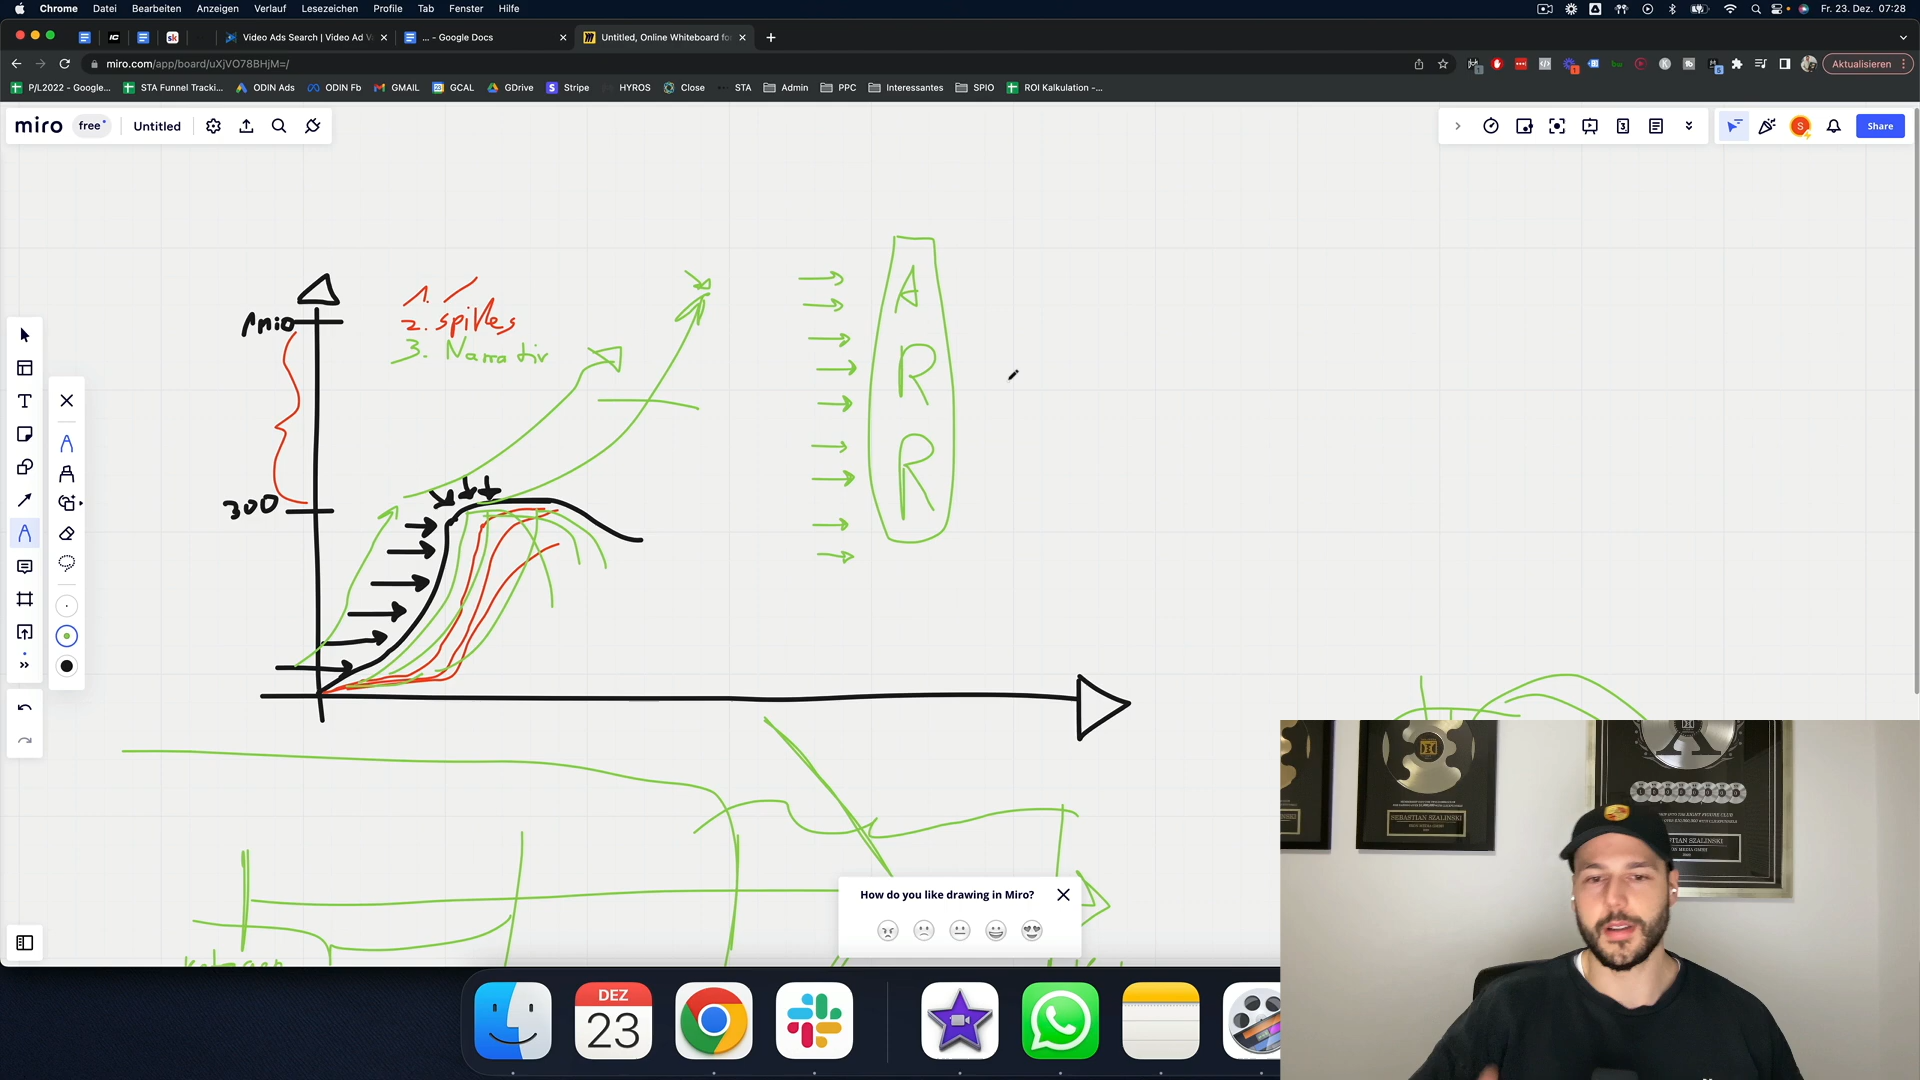 Chrome Datei Bearbeiten Anzeigen Verlauf Lesezeichen Profile Tab Fenster Hilfe
Fr. 23. Dez. 07:28
Video Ads Search | Video Ad V
... - Google Docs
Untitled, Online Whiteboard fo
miro.com/app/board/uXjVO78BHjM=/
Aktualisieren
P/L2022 - Google...
STA Funnel Tracki...
ODIN Ads
ODIN Fb
GMAIL
GCAL
GDrive
Stripe
HYROS
Close
STA
Admin
PPC
Interessantes
SPIO
ROI Kalkulation -...
miro free Untitled
Share
1.
2. spikes
3. Narrativ
1mio
300
A
R
R
How do you like drawing in Miro?
DEZ
23
SEBASTIAN SZALINSKI